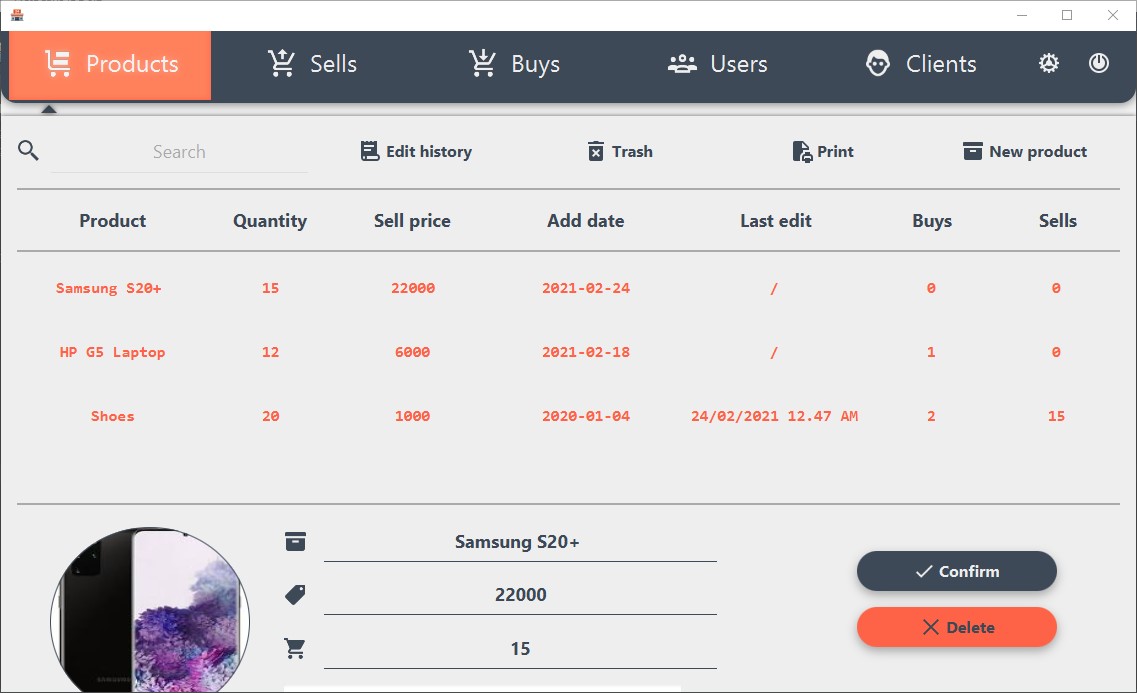 Products Sells Buys Users Clients
Search Edit history Trash Print New product
Product Quantity Sell price Add date Last edit Buys Sells
Samsung S20+ 15 22000 2021-02-24 / 0 0
HP G5 Laptop 12 6000 2021-02-18 / 1 0
Shoes 20 1000 2020-01-04 24/02/2021 12.47 AM 2 15
Samsung S20+
22000
15
Confirm
Delete
SAMSUNG